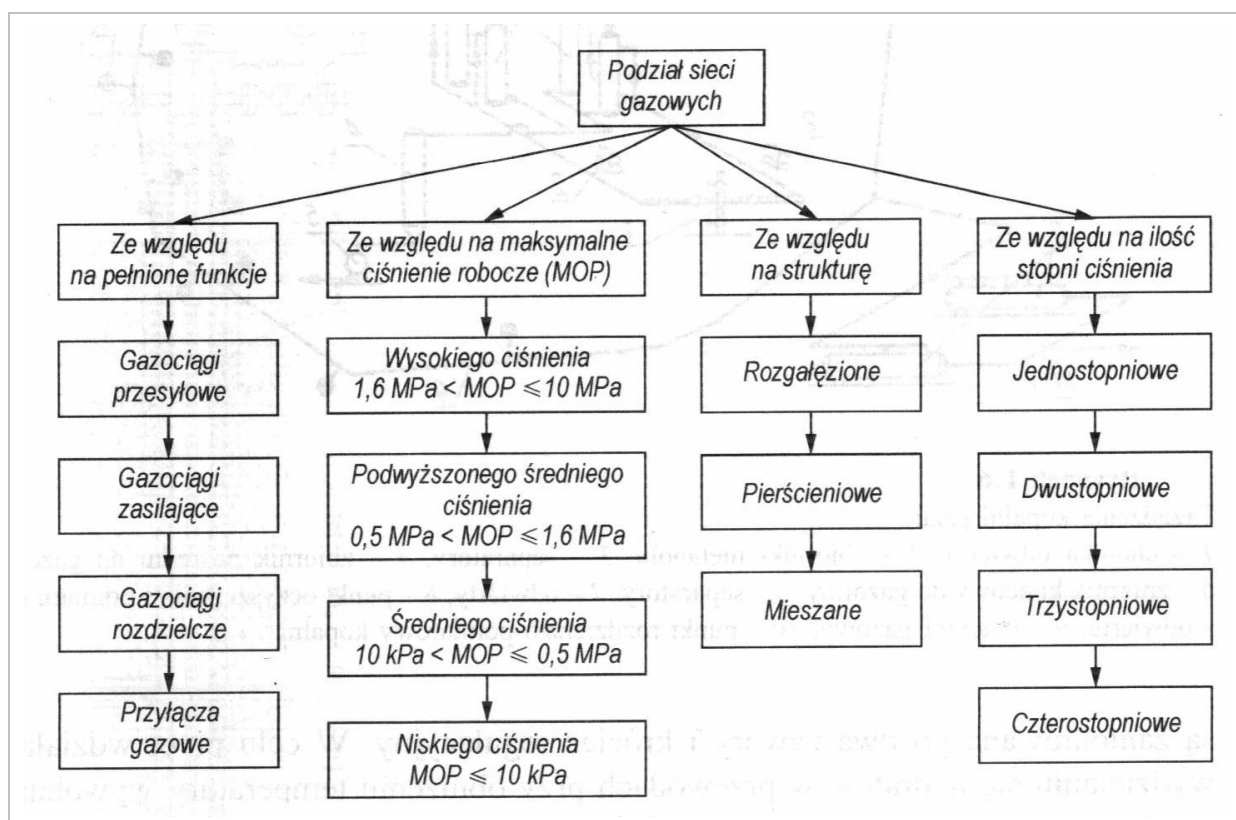 Podział sieci
gazowych
Ze względu
na pełnione funkcje
Gazociągi
przesyłowe
Gazociągi
zasilające
Gazociągi
rozdzielcze
Przyłącza
gazowe
Ze względu na maksymalne
ciśnienie robocze (MOP)
Wysokiego ciśnienia
1,6 MPa < MOP ⩽ 10 MPa
Podwyższonego średniego
ciśnienia
0,5 MPa < MOP ⩽ 1,6 MPa
Średniego ciśnienia
10 kPa < MOP ⩽ 0,5 MPa
Niskiego ciśnienia
MOP ⩽ 10 kPa
Ze względu
na strukturę
Rozgałęzione
Pierścieniowe
Mieszane
Ze względu na ilość
stopni ciśnienia
Jednostopniowe
Dwustopniowe
Trzystopniowe
Czterostopniowe